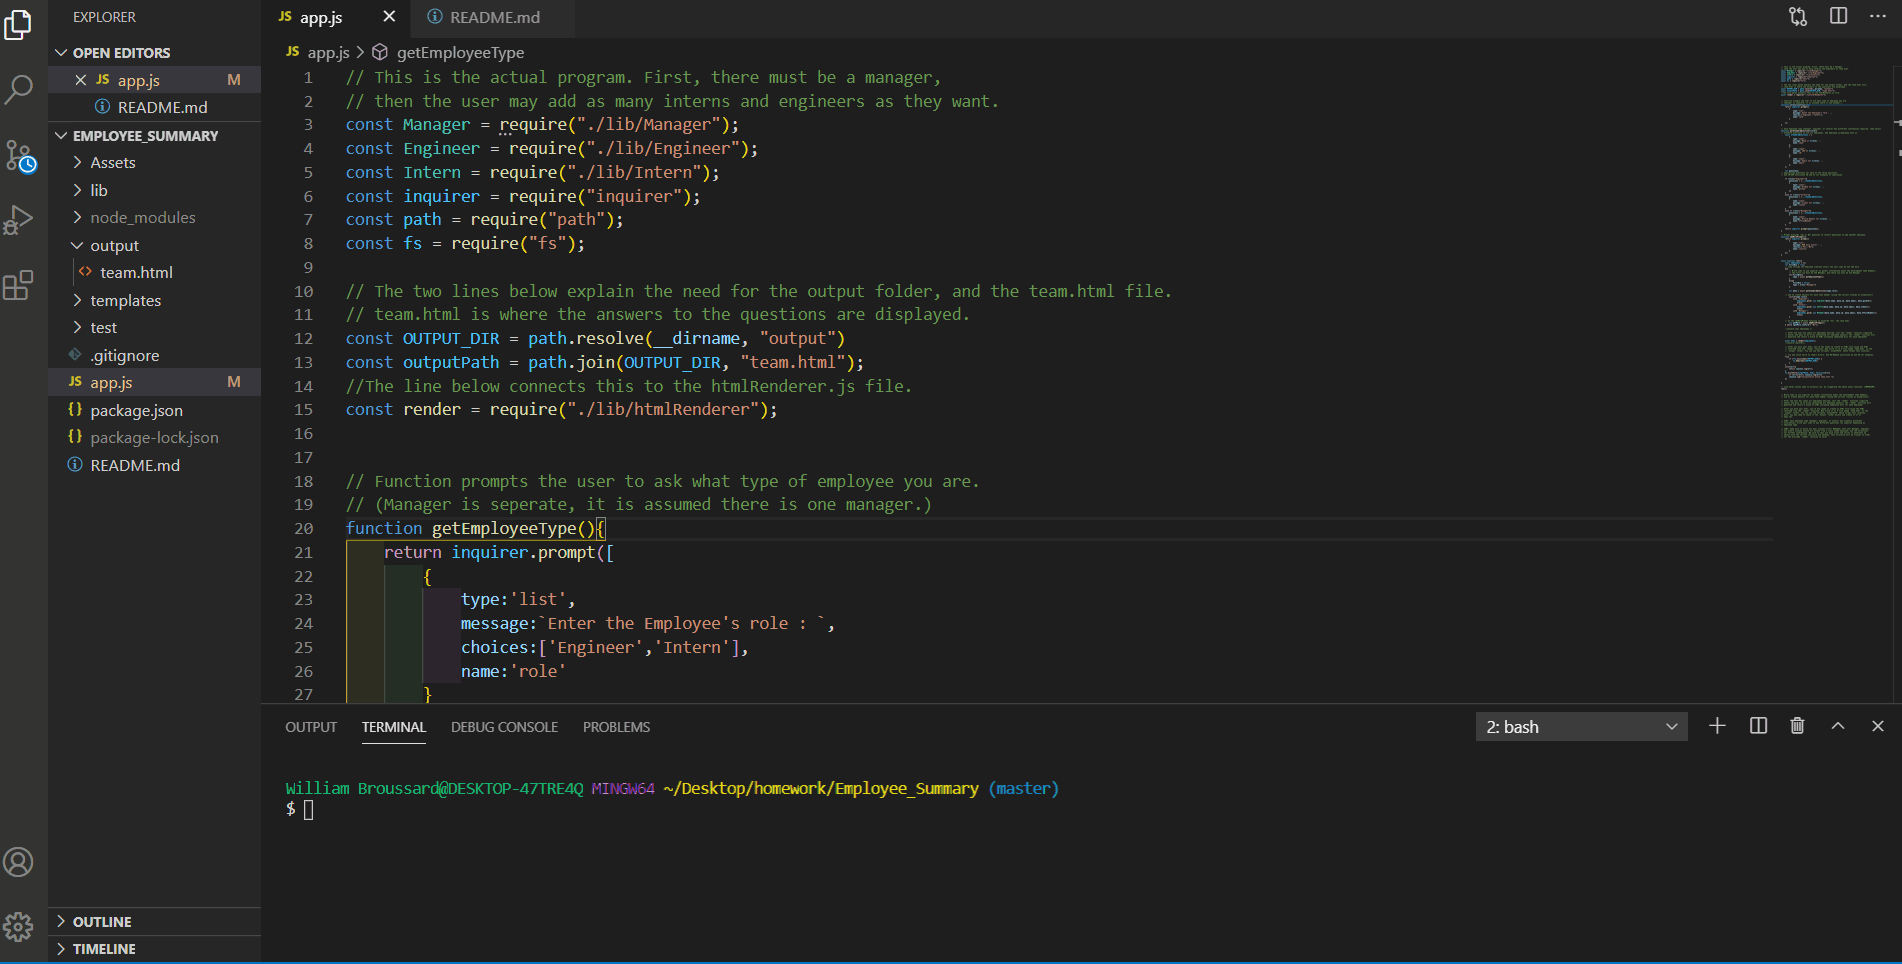 EXPLORER
OPEN EDITORS
JS app.js M
README.md
EMPLOYEE_SUMMARY
Assets
lib
node_modules
output
<> team.html
templates
test
.gitignore
JS app.js M
{} package.json
{} package-lock.json
README.md
OUTLINE
TIMELINE
JS app.js
README.md
JS app.js > getEmployeeType
1 // This is the actual program. First, there must be a manager,
2 // then the user may add as many interns and engineers as they want.
3 const Manager = require("./lib/Manager");
4 const Engineer = require("./lib/Engineer");
5 const Intern = require("./lib/Intern");
6 const inquirer = require("inquirer");
7 const path = require("path");
8 const fs = require("fs");
9
10 // The two lines below explain the need for the output folder, and the team.html file.
11 // team.html is where the answers to the questions are displayed.
12 const OUTPUT_DIR = path.resolve(__dirname, "output")
13 const outputPath = path.join(OUTPUT_DIR, "team.html");
14 //The line below connects this to the htmlRenderer.js file.
15 const render = require("./lib/htmlRenderer");
16
17
18 // Function prompts the user to ask what type of employee you are.
19 // (Manager is seperate, it is assumed there is one manager.)
20 function getEmployeeType(){
21 return inquirer.prompt([
22 {
23 type:'list',
24 message:`Enter the Employee's role : `,
25 choices:['Engineer','Intern'],
26 name:'role'
27 }
OUTPUT TERMINAL DEBUG CONSOLE PROBLEMS
2: bash
William Broussard@DESKTOP-47TRE4Q MINGW64 ~/Desktop/homework/Employee_Summary (master)
$